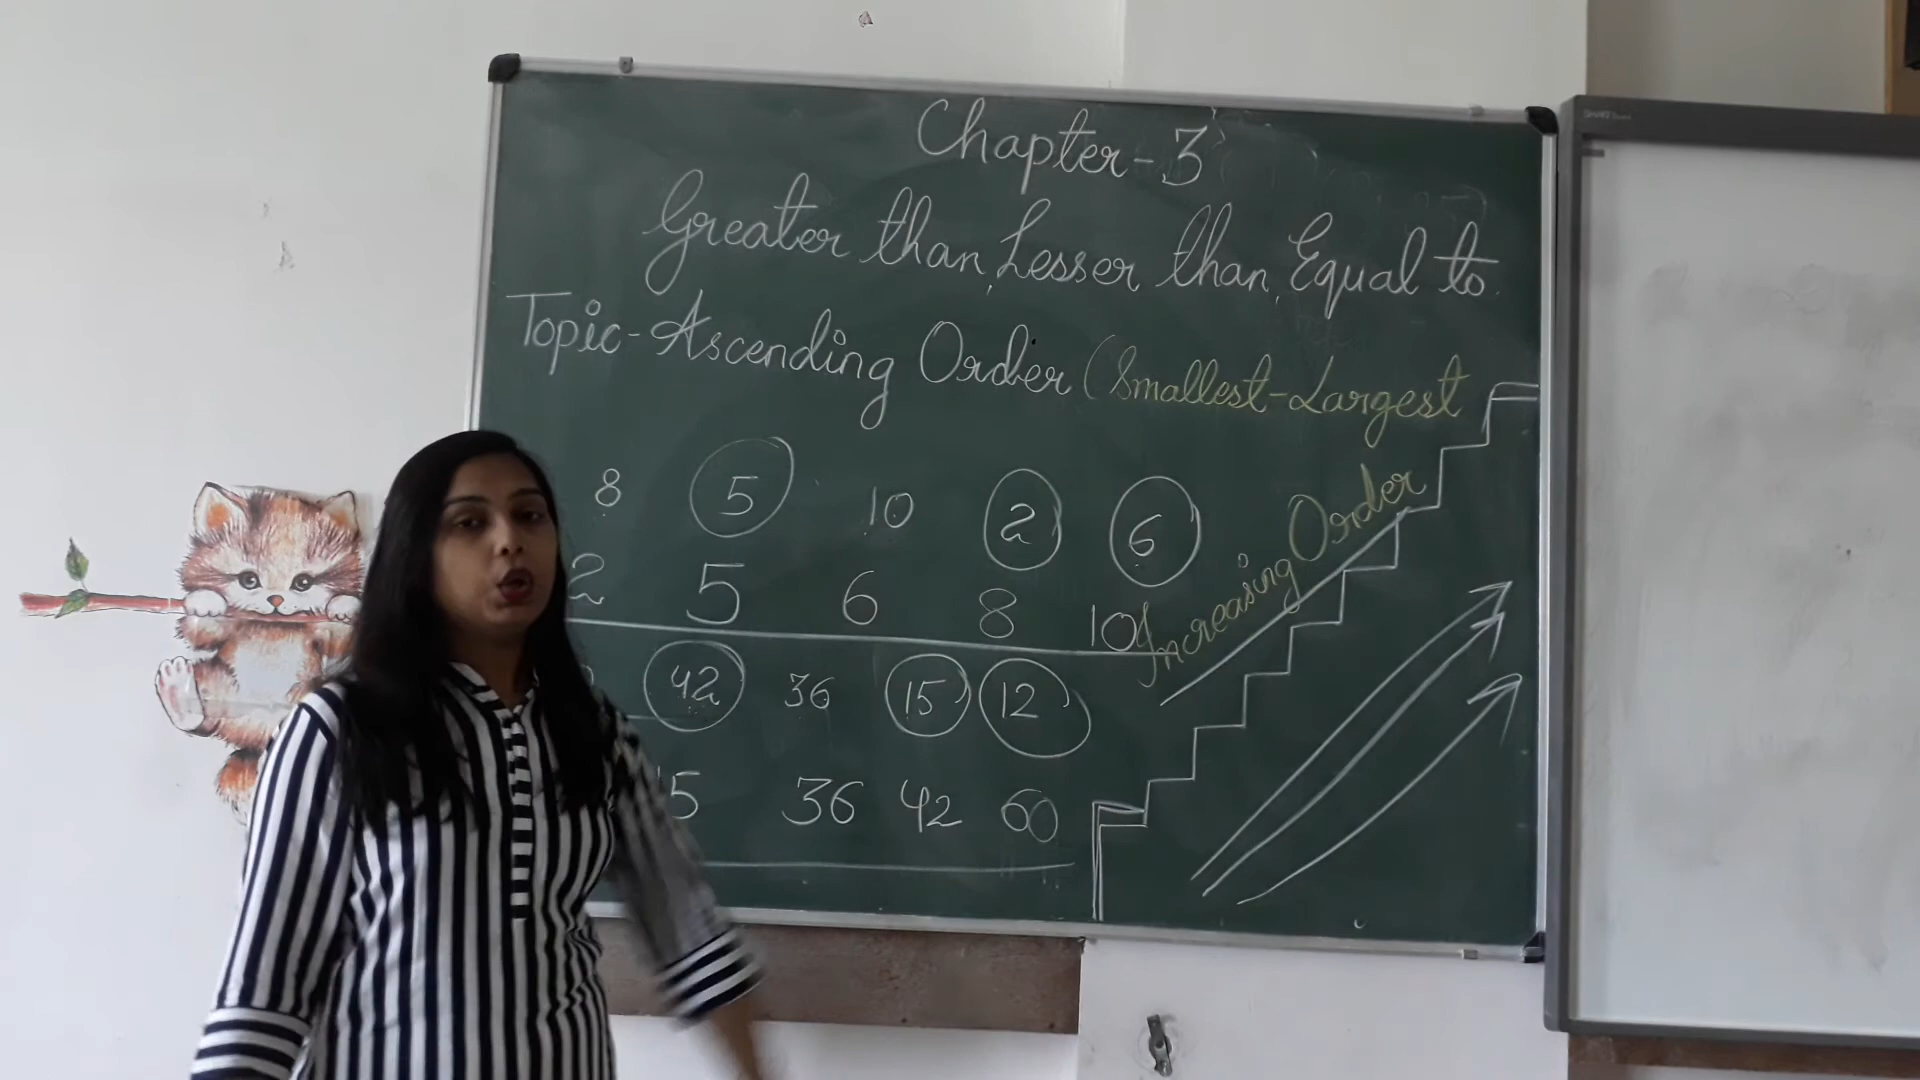 Chapter-3
Greater than, Lesser than, Equal to.
Topic-Ascending Order (Smallest-Largest
8 5 10 2 6
2 5 6 8 10
Increasing Order
42 36 15 12
15 36 42 60